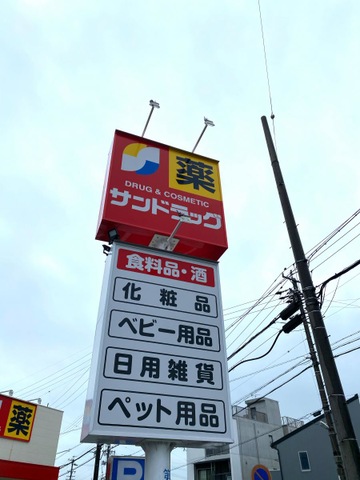 薬
DRUG & COSMETIC
サンドラッグ
食料品・酒
化粧品
ベビー用品
日用雑貨
ペット用品
薬
P
第